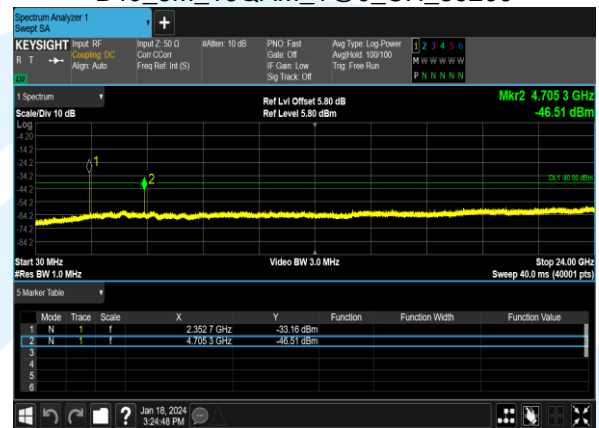 Spectrum Analyzer 1
Swept SA
+
KEYSIGHT
R T
LXI
Input: RF
Coupling: DC
Align: Auto
Input Z: 50 Ω
Corr CCorr
Freq Ref: Int (S)
#Atten: 10 dB
PNO: Fast
Gate: Off
IF Gain: Low
Sig Track: Off
Avg Type: Log-Power
Avg|Hold: 100/100
Trig: Free Run
1 2 3 4 5 6
M W W W W W
P N N N N N
1 Spectrum
Scale/Div 10 dB
Ref Lvl Offset 5.80 dB
Ref Level 5.80 dBm
Mkr2 4.705 3 GHz
-46.51 dBm
Log
-4.20
-14.2
-24.2
-34.2
-44.2
-54.2
-64.2
-74.2
-84.2
1
2
DL1 -40.00 dBm
Start 30 MHz
#Res BW 1.0 MHz
Video BW 3.0 MHz
Stop 24.00 GHz
Sweep 40.0 ms (40001 pts)
5 Marker Table
Mode Trace Scale X Y Function Function Width Function Value
1 N 1 f 2.352 7 GHz -33.16 dBm
2 N 1 f 4.705 3 GHz -46.51 dBm
3
4
5
6
?
Jan 18, 2024
3:24:48 PM